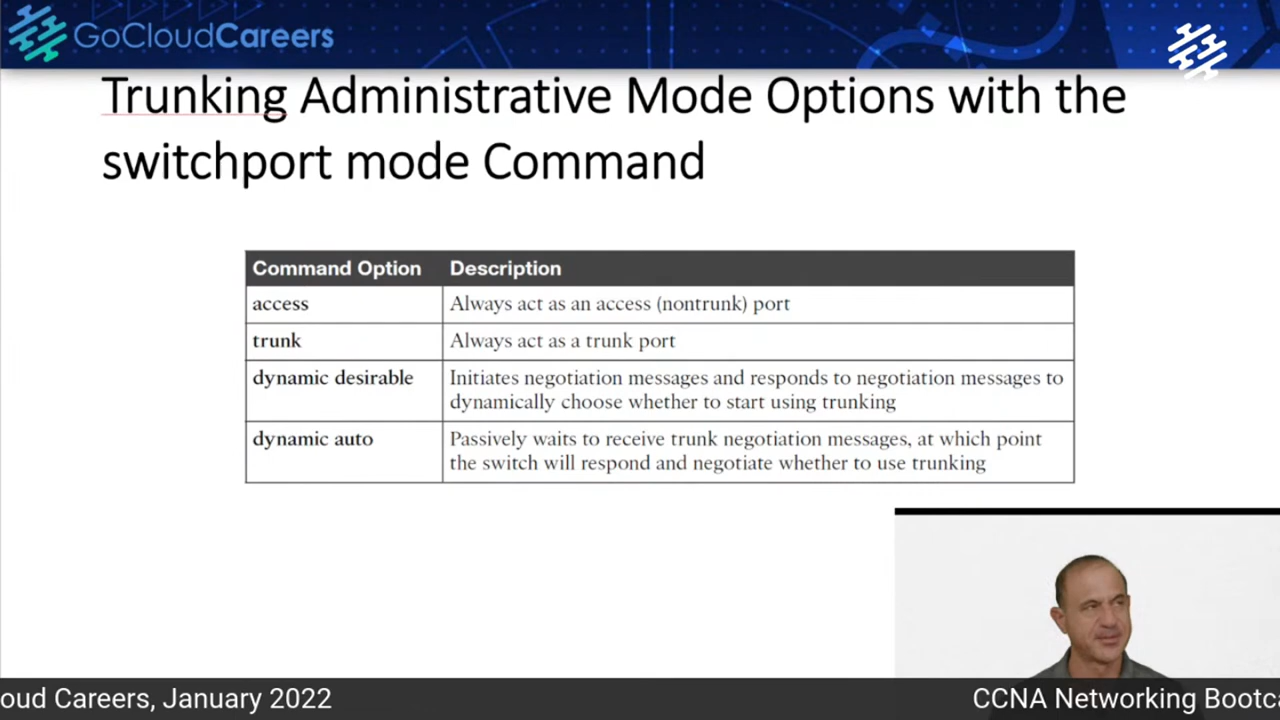 GoCloudCareers
Trunking Administrative Mode Options with the
switchport mode Command
Command Option Description
access Always act as an access (nontrunk) port
trunk Always act as a trunk port
dynamic desirable Initiates negotiation messages and responds to negotiation messages to
dynamically choose whether to start using trunking
dynamic auto Passively waits to receive trunk negotiation messages, at which point
the switch will respond and negotiate whether to use trunking
oud Careers, January 2022 CCNA Networking Bootc